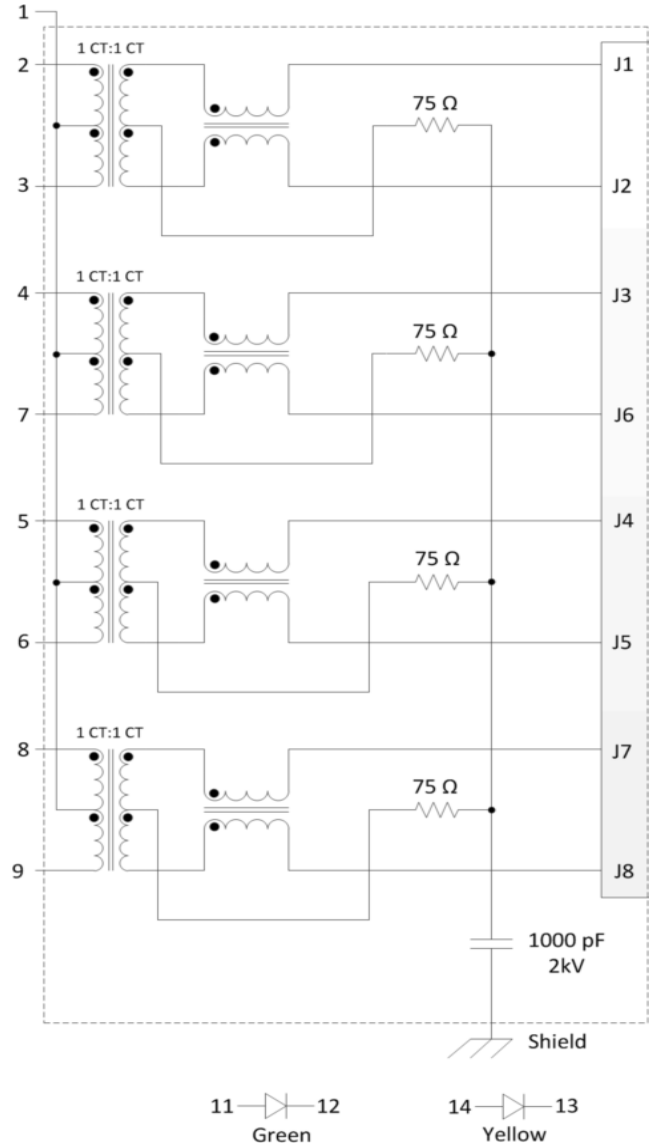 1
1 CT:1 CT
2
J1
75 Ω
3
J2
1 CT:1 CT
4
J3
75 Ω
7
J6
1 CT:1 CT
5
J4
75 Ω
6
J5
1 CT:1 CT
8
J7
75 Ω
9
J8
1000 pF
2kV
Shield
11 12
Green
14 13
Yellow